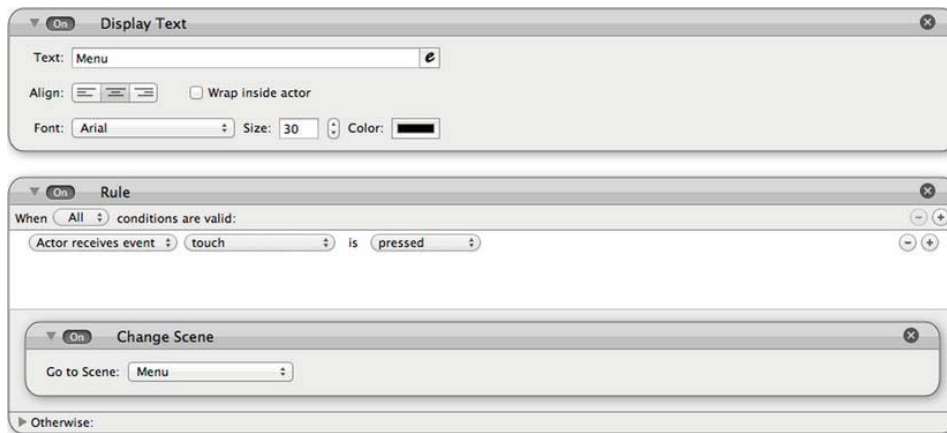 On Display Text
Text: Menu e
Align: Wrap inside actor
Font: Arial Size: 30 Color:
On Rule
When All conditions are valid:
Actor receives event touch is pressed
On Change Scene
Go to Scene: Menu
Otherwise: